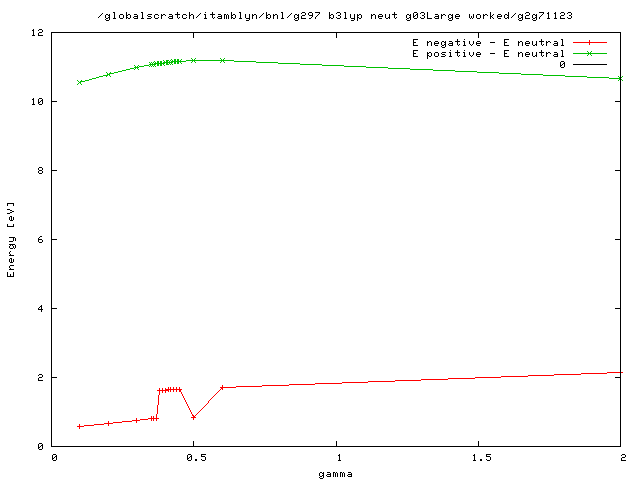 /globalscratch/itamblyn/bnl/g297 b3lyp neut g03Large worked/g2g71123
E negative - E neutral
E positive - E neutral
0
12
10
8
6
4
2
0
Energy [eV]
0 0.5 1 1.5 2
gamma